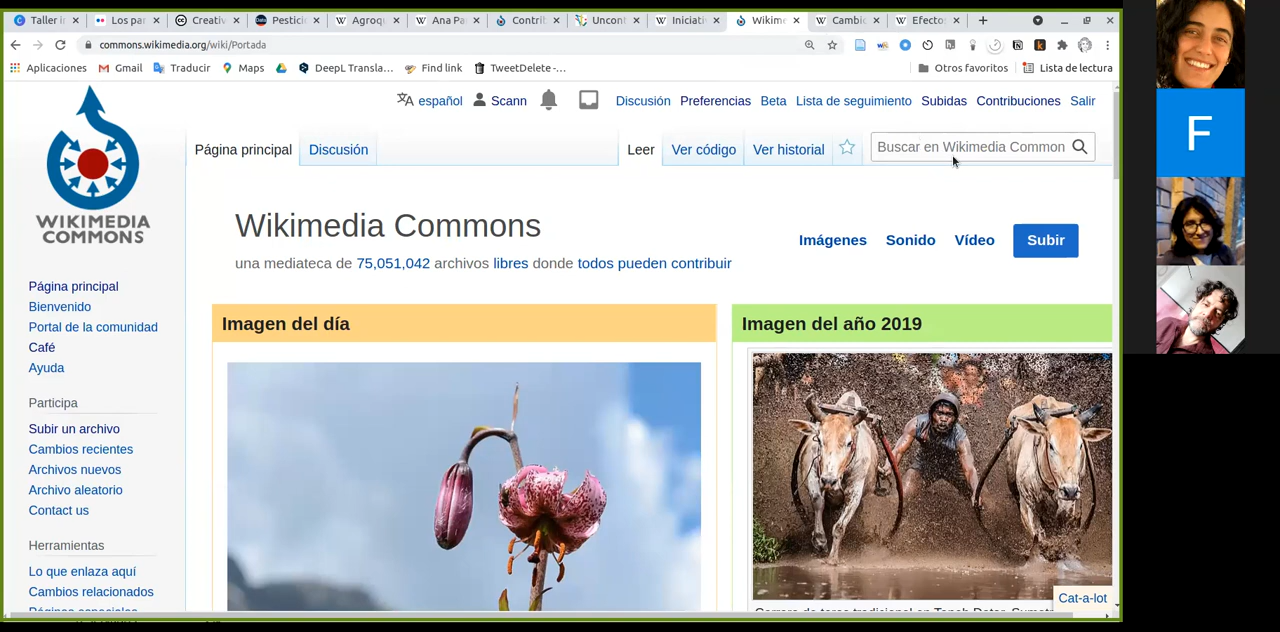 Taller i
Los par
Creativ
Pestici
Agroqu
Ana Pa
Contrib
Uncont
Iniciati
Wikime
Cambio
Efectos
commons.wikimedia.org/wiki/Portada
Aplicaciones
Gmail
Traducir
Maps
DeepL Transla...
Find link
TweetDelete -...
Otros favoritos
Lista de lectura
español
Scann
Discusión
Preferencias
Beta
Lista de seguimiento
Subidas
Contribuciones
Salir
Página principal
Discusión
Leer
Ver código
Ver historial
Buscar en Wikimedia Common
WIKIMEDIA
COMMONS
Wikimedia Commons
una mediateca de 75,051,042 archivos libres donde todos pueden contribuir
Imágenes
Sonido
Vídeo
Subir
Página principal
Bienvenido
Portal de la comunidad
Café
Ayuda
Participa
Subir un archivo
Cambios recientes
Archivos nuevos
Archivo aleatorio
Contact us
Herramientas
Lo que enlaza aquí
Cambios relacionados
Imagen del día
Imagen del año 2019
Cat-a-lot
F